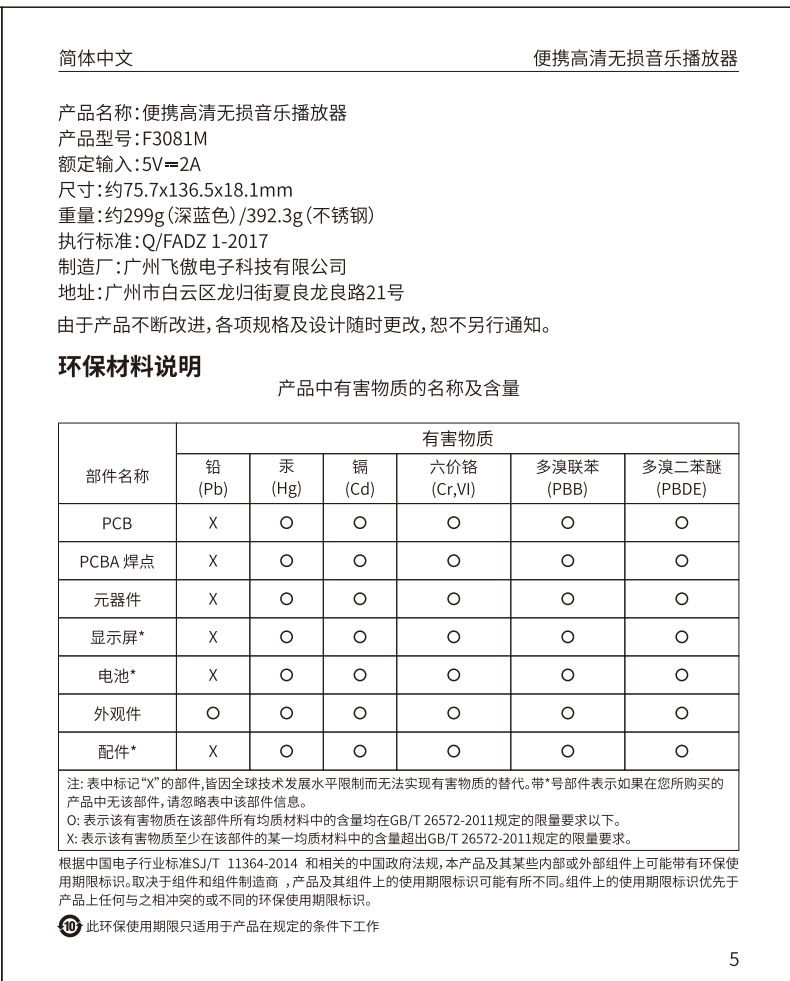 简体中文
便携高清无损音乐播放器
产品名称：便携高清无损音乐播放器
产品型号：F3081M
额定输入：5V⎓2A
尺寸：约75.7x136.5x18.1mm
重量：约299g（深蓝色）/392.3g（不锈钢）
执行标准：Q/FADZ 1-2017
制造厂：广州飞傲电子科技有限公司
地址：广州市白云区龙归街夏良龙良路21号
由于产品不断改进，各项规格及设计随时更改，恕不另行通知。
环保材料说明
产品中有害物质的名称及含量
部件名称 有害物质
铅 (Pb) 汞 (Hg) 镉 (Cd) 六价铬 (Cr,VI) 多溴联苯 (PBB) 多溴二苯醚 (PBDE)
PCB X O O O O O
PCBA 焊点 X O O O O O
元器件 X O O O O O
显示屏* X O O O O O
电池* X O O O O O
外观件 O O O O O O
配件* X O O O O O
注: 表中标记“X”的部件,皆因全球技术发展水平限制而无法实现有害物质的替代。带*号部件表示如果在您所购买的
产品中无该部件，请忽略表中该部件信息。
O: 表示该有害物质在该部件所有均质材料中的含量均在GB/T 26572-2011规定的限量要求以下。
X: 表示该有害物质至少在该部件的某一均质材料中的含量超出GB/T 26572-2011规定的限量要求。
根据中国电子行业标准SJ/T 11364-2014 和相关的中国政府法规，本产品及其某些内部或外部组件上可能带有环保使
用期限标识。取决于组件和组件制造商 ，产品及其组件上的使用期限标识可能有所不同。组件上的使用期限标识优先于
产品上任何与之相冲突的或不同的环保使用期限标识。
10 此环保使用期限只适用于产品在规定的条件下工作
5